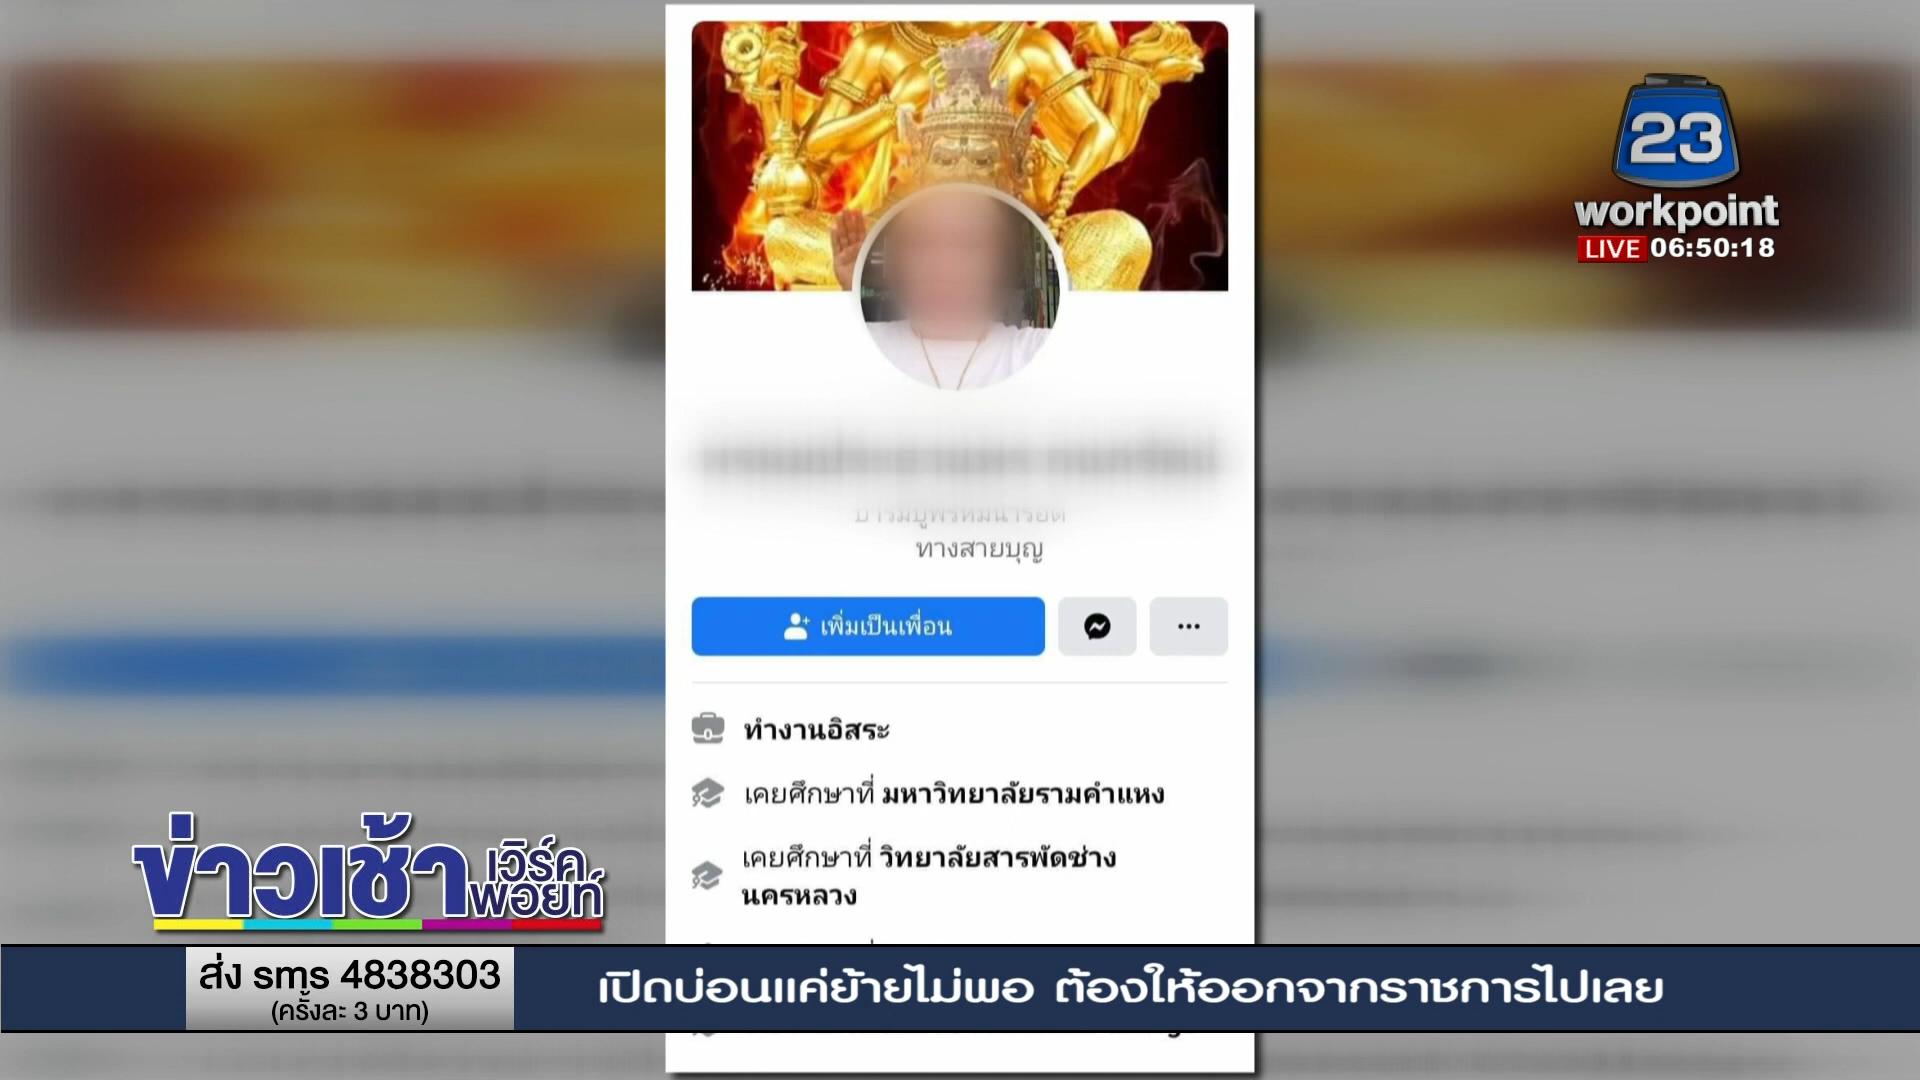 23
workpoint
LIVE 06:50:18
ทางสายบุญ
เพิ่มเป็นเพื่อน
ทำงานอิสระ
เคยศึกษาที่ มหาวิทยาลัยรามคำแหง
เคยศึกษาที่ วิทยาลัยสารพัดช่าง
นครหลวง
ข่าวเช้า เวิร์คพอยท์
ส่ง sms 4838303
(ครั้งละ 3 บาท)
เปิดบ่อนแค่ย้ายไม่พอ ต้องให้ออกจากราชการไปเลย